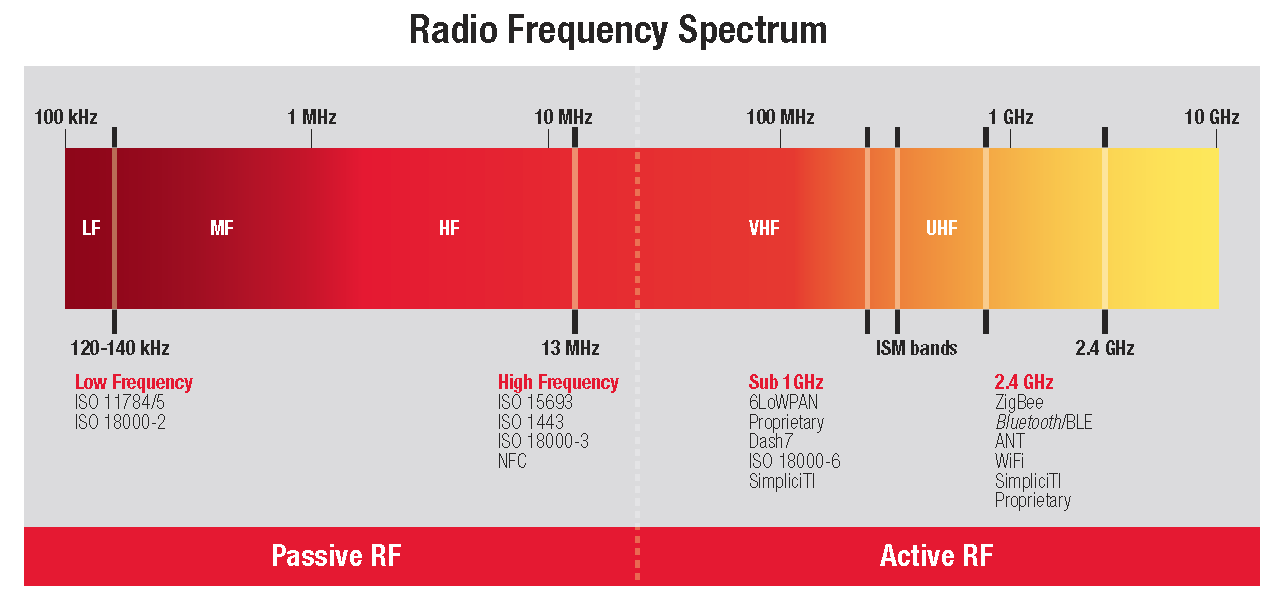 Radio Frequency Spectrum
100 kHz
1 MHz
10 MHz
100 MHz
1 GHz
10 GHz
LF
MF
HF
VHF
UHF
120-140 kHz
13 MHz
ISM bands
2.4 GHz
Low Frequency
ISO 11784/5
ISO 18000-2
High Frequency
ISO 15693
ISO 1443
ISO 18000-3
NFC
Sub 1GHz
6LoWPAN
Proprietary
Dash7
ISO 18000-6
SimpliciTI
2.4 GHz
ZigBee
Bluetooth/BLE
ANT
WiFi
SimpliciTI
Proprietary
Passive RF
Active RF